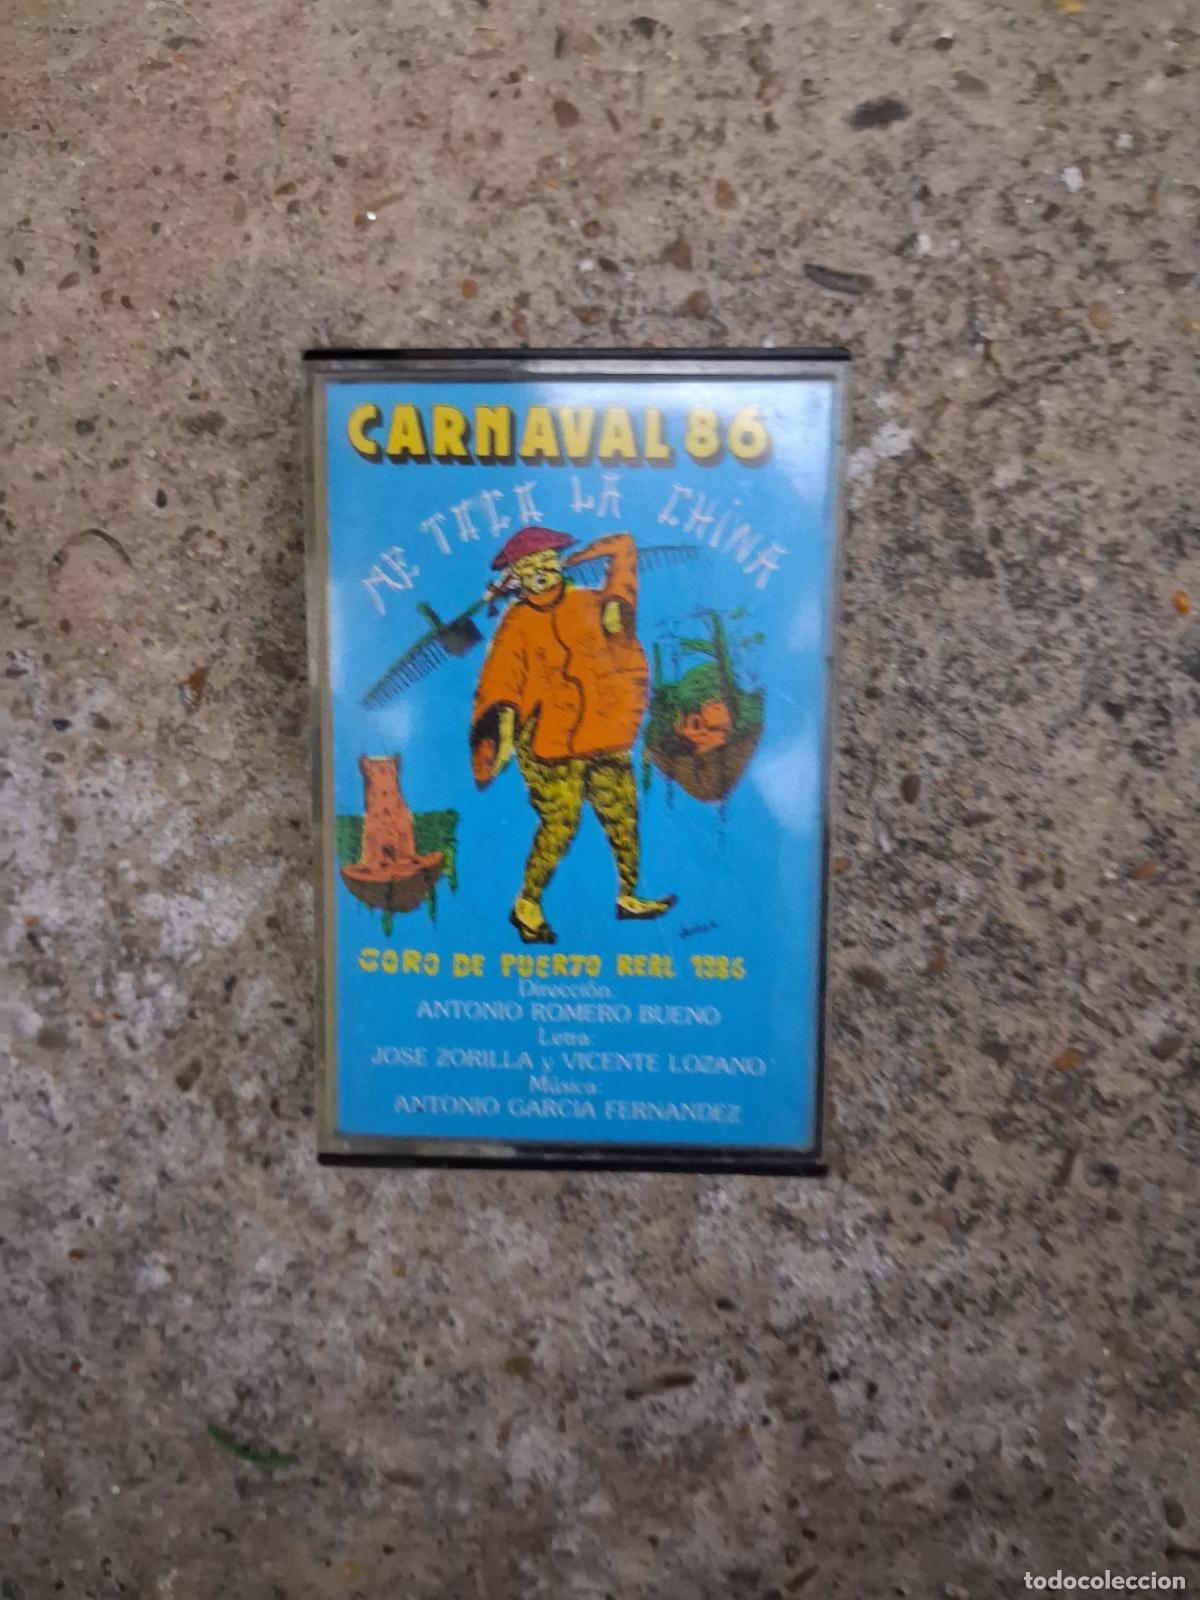 CARNAVAL 86
ME TACA LA CHINA
CORO DE PUERTO REAL 1986
Dirección:
ANTONIO ROMERO BUENO
Letra:
JOSE ZORILLA y VICENTE LOZANO
Música:
ANTONIO GARCIA FERNANDEZ
todocoleccion